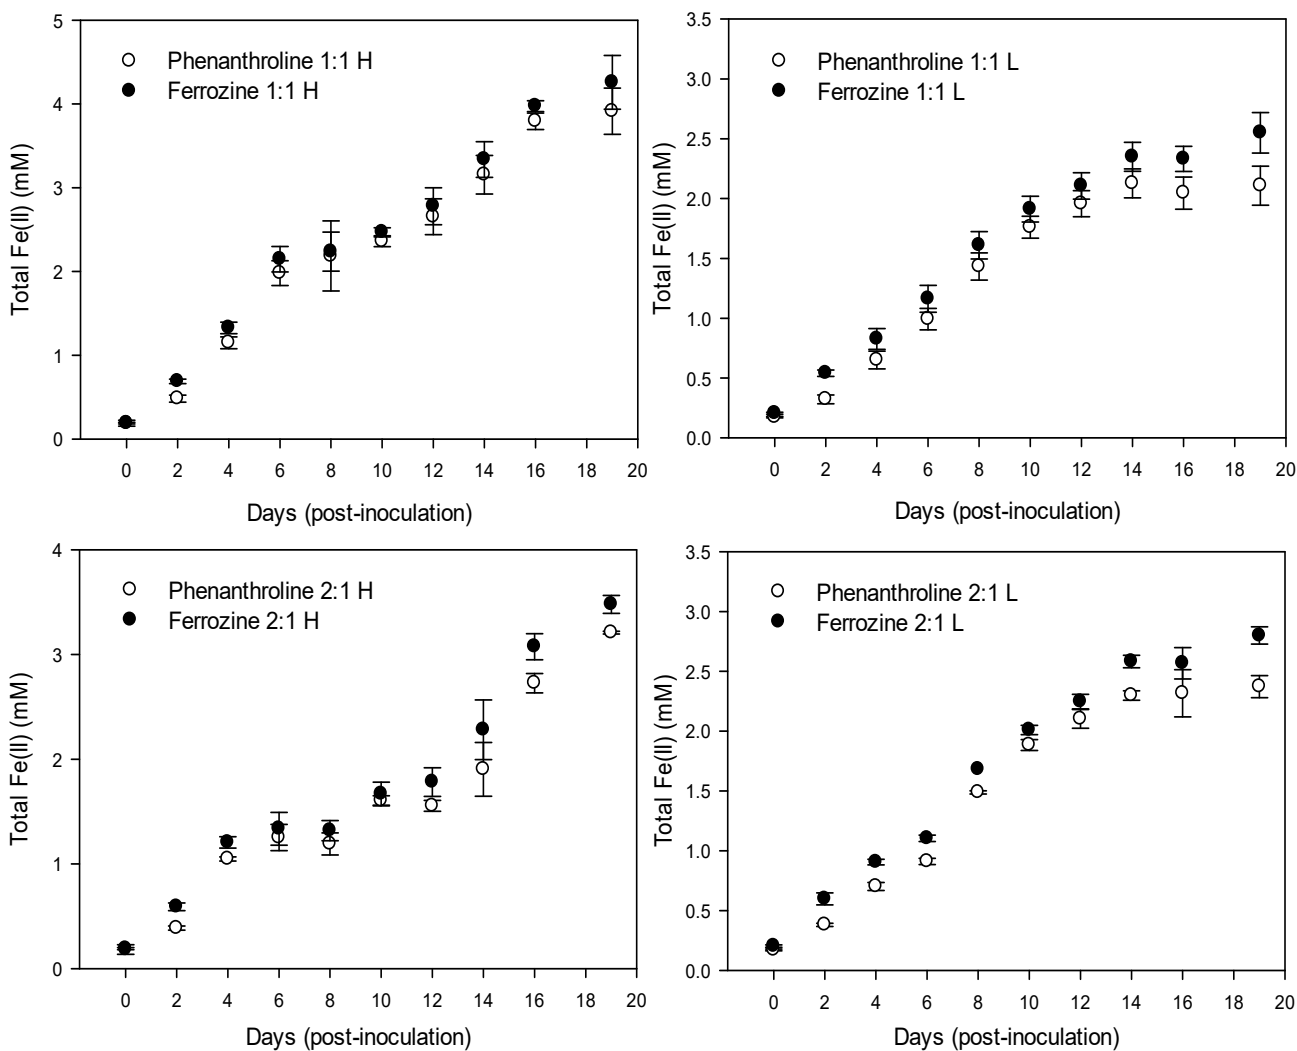 Phenanthroline 1:1 H
Ferrozine 1:1 H
Total Fe(II) (mM)
5
4
3
2
1
0
0 2 4 6 8 10 12 14 16 18 20
Days (post-inoculation)
Phenanthroline 1:1 L
Ferrozine 1:1 L
Total Fe(II) (mM)
3.5
3.0
2.5
2.0
1.5
1.0
0.5
0.0
0 2 4 6 8 10 12 14 16 18 20
Days (post-inoculation)
Phenanthroline 2:1 H
Ferrozine 2:1 H
Total Fe(II) (mM)
4
3
2
1
0
0 2 4 6 8 10 12 14 16 18 20
Days (post-inoculation)
Phenanthroline 2:1 L
Ferrozine 2:1 L
Total Fe(II) (mM)
3.5
3.0
2.5
2.0
1.5
1.0
0.5
0.0
0 2 4 6 8 10 12 14 16 18 20
Days (post-inoculation)